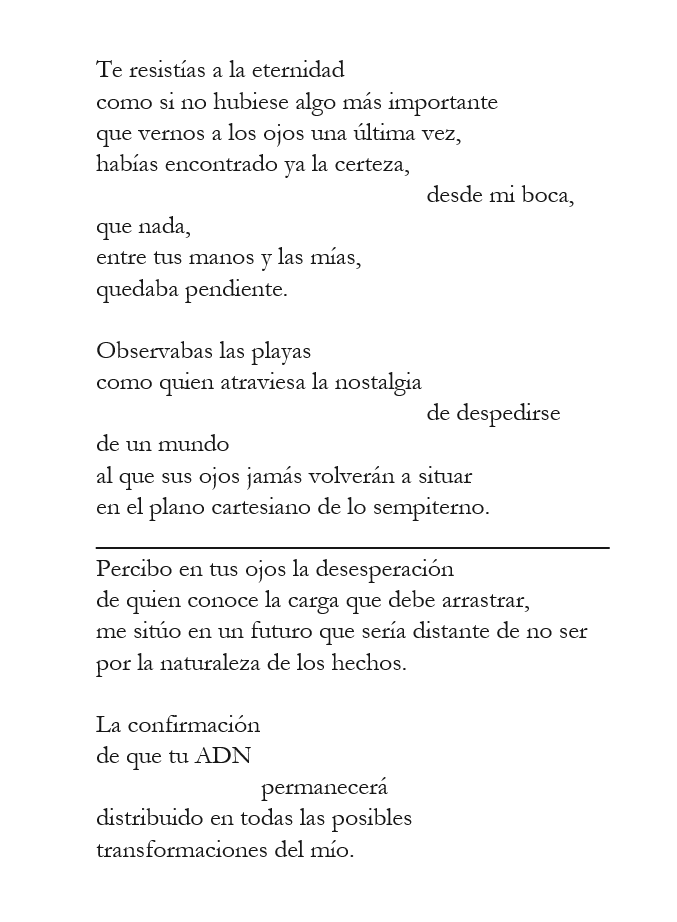 Te resistías a la eternidad
como si no hubiese algo más importante
que vernos a los ojos una última vez,
habías encontrado ya la certeza,
desde mi boca,
que nada,
entre tus manos y las mías,
quedaba pendiente.
Observabas las playas
como quien atraviesa la nostalgia
de despedirse
de un mundo
al que sus ojos jamás volverán a situar
en el plano cartesiano de lo sempiterno.
Percibo en tus ojos la desesperación
de quien conoce la carga que debe arrastrar,
me sitúo en un futuro que sería distante de no ser
por la naturaleza de los hechos.
La confirmación
de que tu ADN
permanecerá
distribuido en todas las posibles
transformaciones del mío.